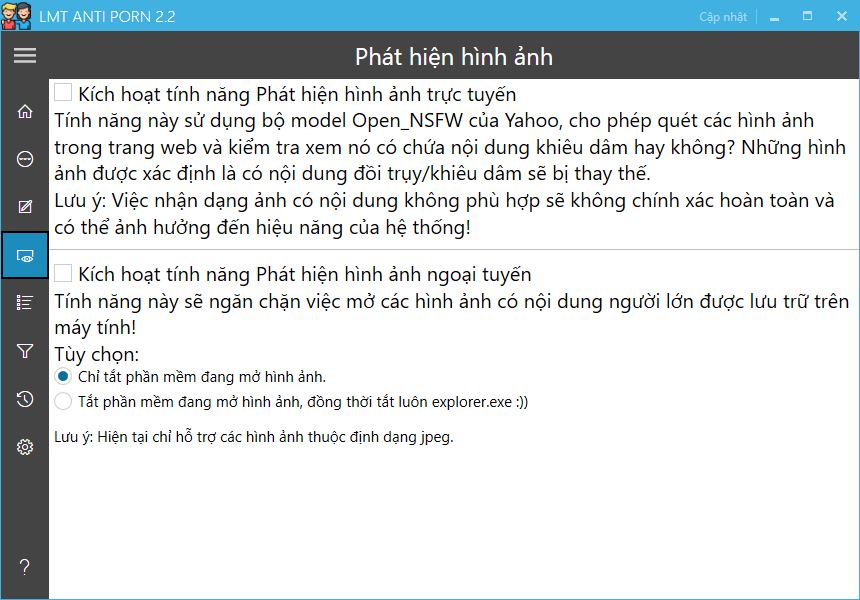 LMT ANTI PORN 2.2
Cập nhật
Phát hiện hình ảnh
Kích hoạt tính năng Phát hiện hình ảnh trực tuyến
Tính năng này sử dụng bộ model Open_NSFW của Yahoo, cho phép quét các hình ảnh
trong trang web và kiểm tra xem nó có chứa nội dung khiêu dâm hay không? Những hình
ảnh được xác định là có nội dung đồi trụy/khiêu dâm sẽ bị thay thế.
Lưu ý: Việc nhận dạng ảnh có nội dung không phù hợp sẽ không chính xác hoàn toàn và
có thể ảnh hưởng đến hiệu năng của hệ thống!
Kích hoạt tính năng Phát hiện hình ảnh ngoại tuyến
Tính năng này sẽ ngăn chặn việc mở các hình ảnh có nội dung người lớn được lưu trữ trên
máy tính!
Tùy chọn:
Chỉ tắt phần mềm đang mở hình ảnh.
Tắt phần mềm đang mở hình ảnh, đồng thời tắt luôn explorer.exe :))
Lưu ý: Hiện tại chỉ hỗ trợ các hình ảnh thuộc định dạng jpeg.
?